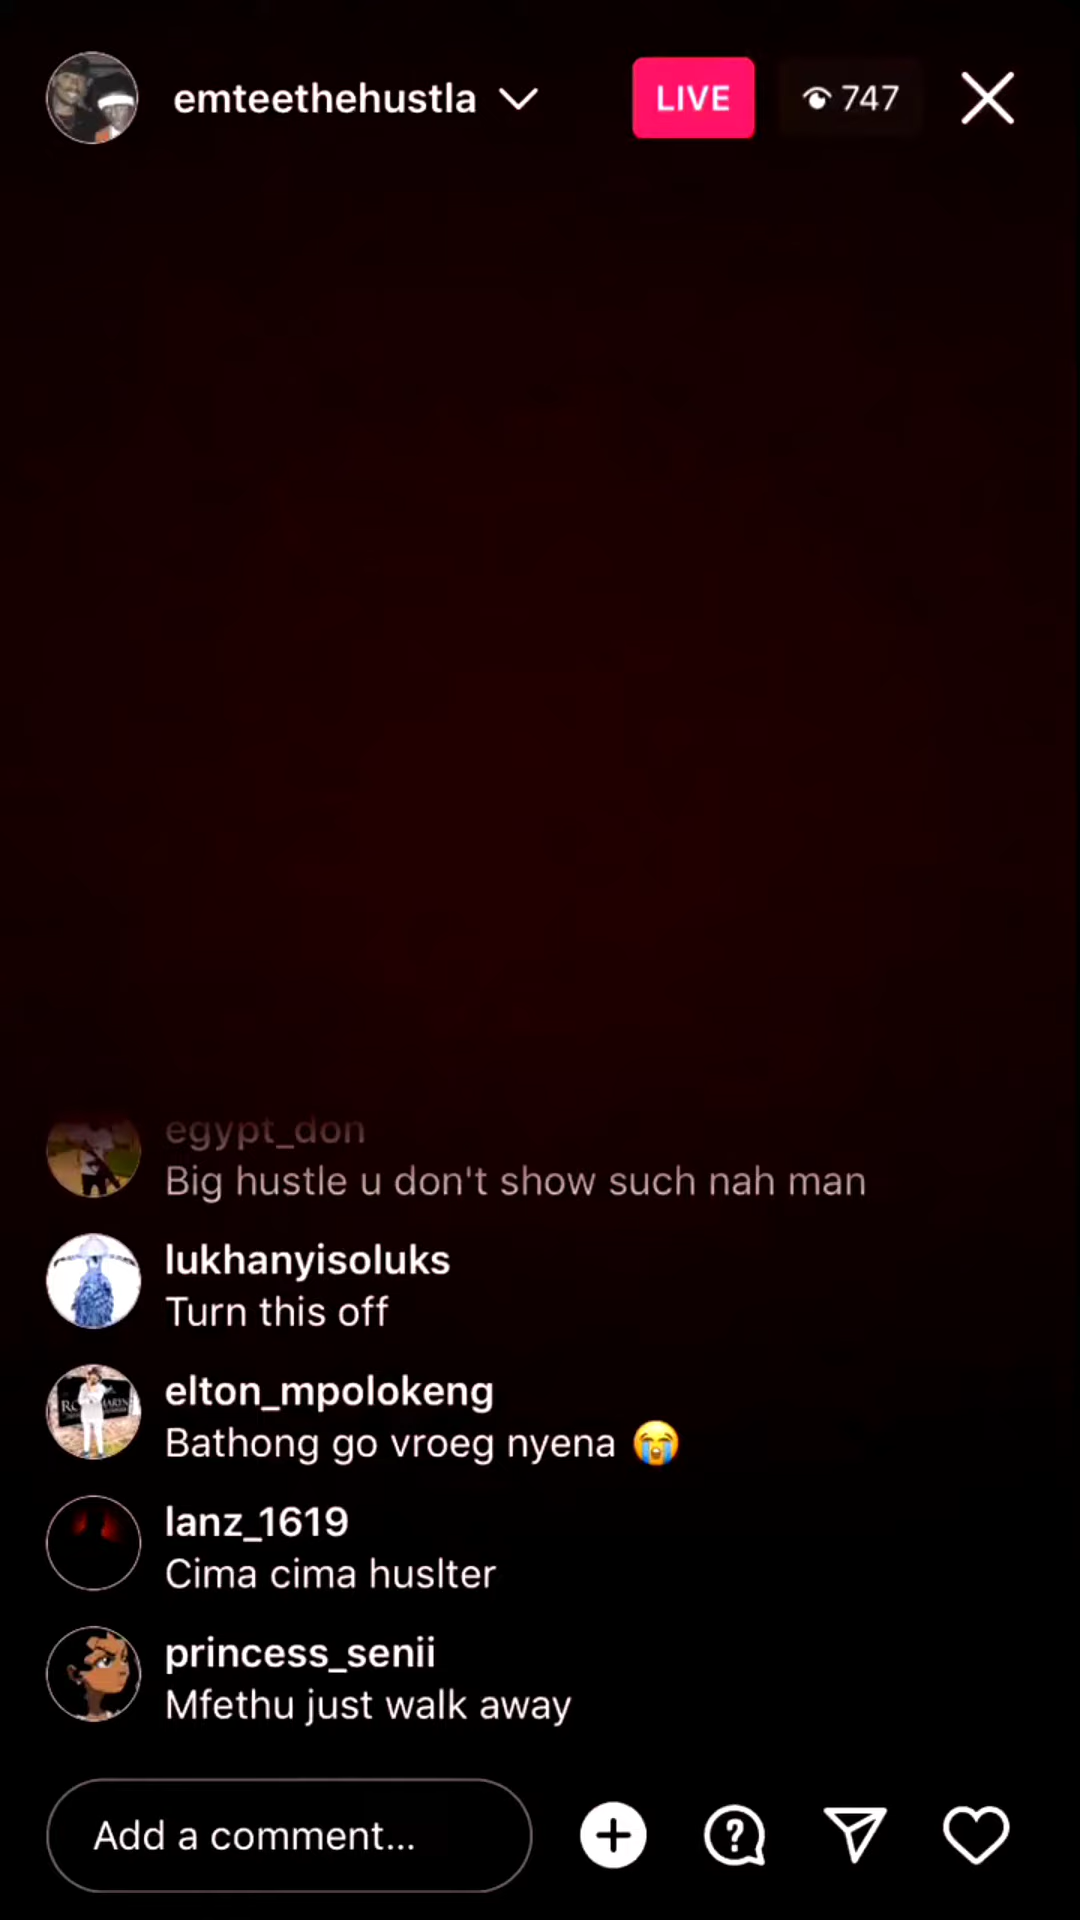 emteethehustla
LIVE
747
egypt_don
Big hustle u don't show such nah man
lukhanyisoluks
Turn this off
elton_mpolokeng
Bathong go vroeg nyena 😭
lanz_1619
Cima cima huslter
princess_senii
Mfethu just walk away
Add a comment...